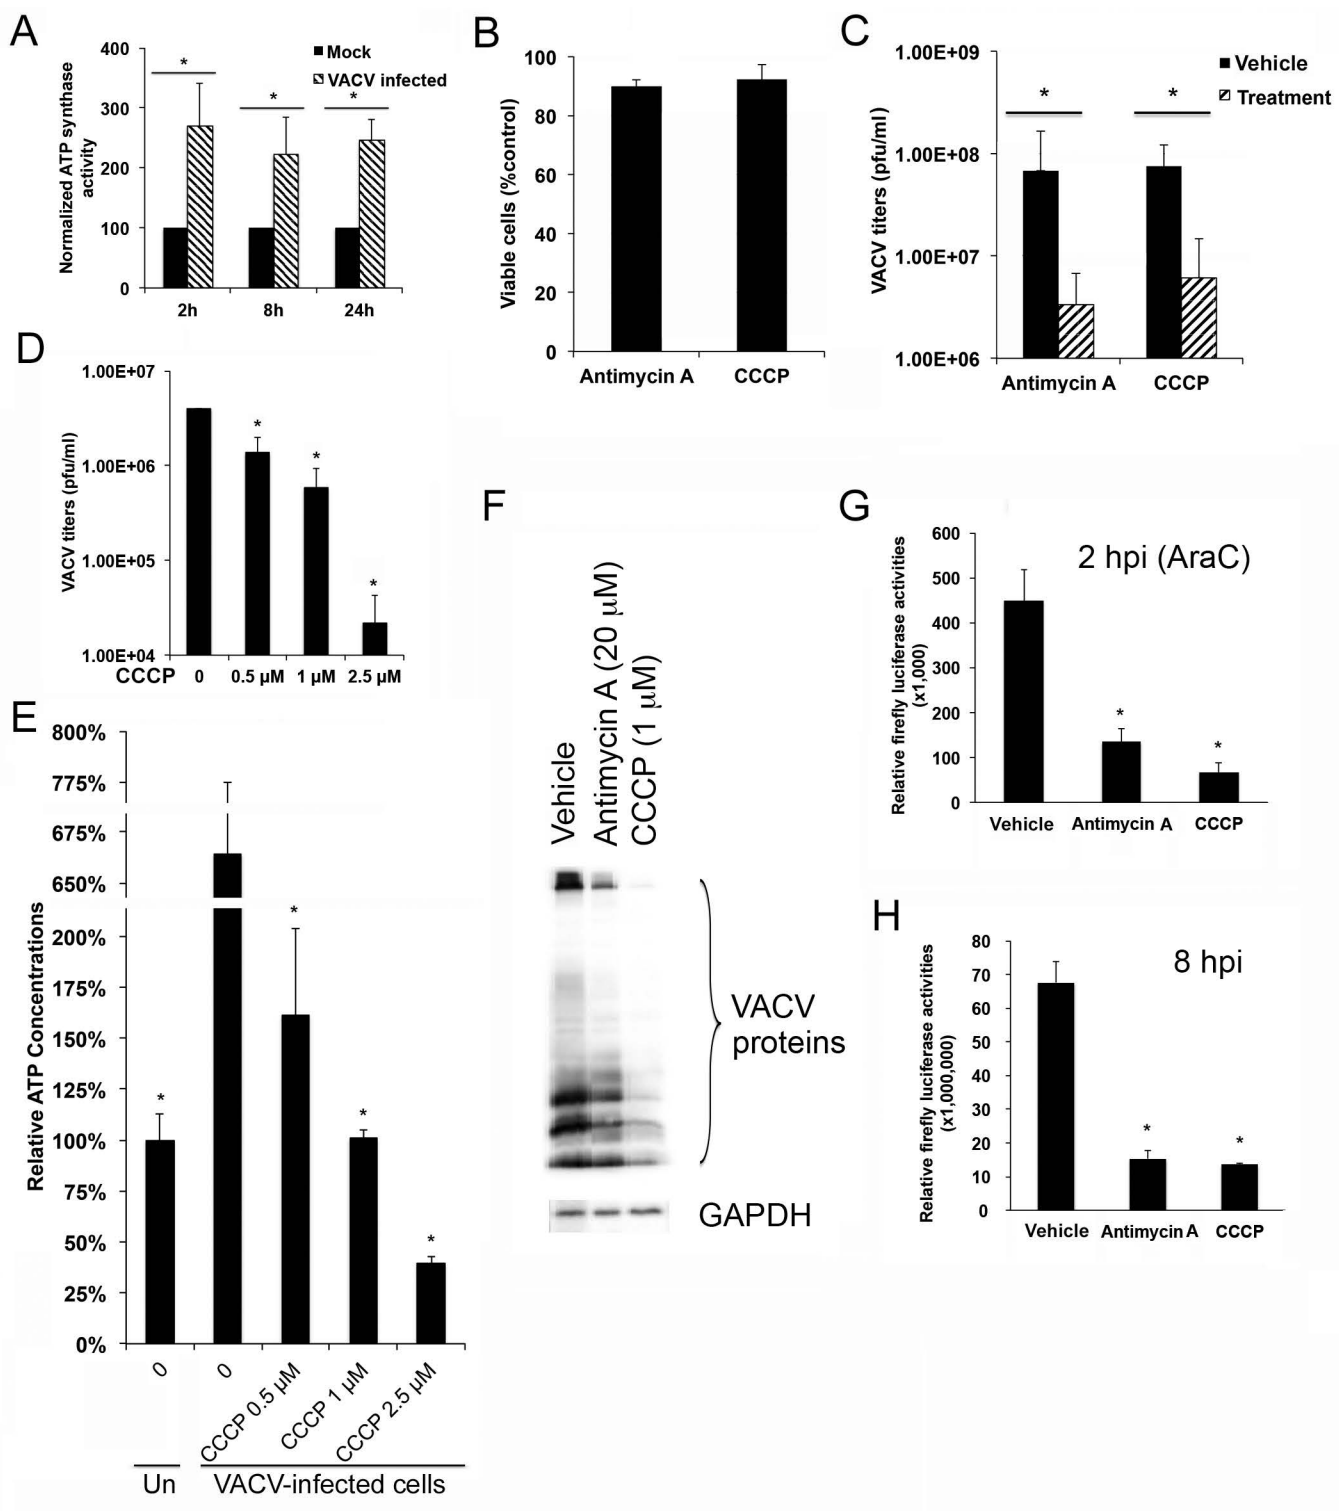 A
400
300
200
100
0
Normalized ATP synthase
activity
Mock
VACV infected
*
*
*
2h
8h
24h
B
100
80
60
40
20
0
Viable cells (%control)
Antimycin A
CCCP
C
1.00E+09
1.00E+08
1.00E+07
1.00E+06
VACV titers (pfu/ml)
Vehicle
Treatment
*
*
Antimycin A
CCCP
D
1.00E+07
1.00E+06
1.00E+05
1.00E+04
VACV titers (pfu/ml)
*
*
*
CCCP 0 0.5 µM 1 µM 2.5 µM
E
800%
775%
675%
650%
200%
175%
150%
125%
100%
75%
50%
25%
0%
Relative ATP Concentrations
*
*
*
*
0
0
CCCP 0.5 µM
CCCP 1 µM
CCCP 2.5 µM
Un
VACV-infected cells
F
Vehicle
Antimycin A (20 µM)
CCCP (1 µM)
VACV
proteins
GAPDH
G
600
500
400
300
200
100
0
Relative firefly luciferase activities
(x1,000)
2 hpi (AraC)
*
*
Vehicle
Antimycin A
CCCP
H
80
70
60
50
40
30
20
10
0
Relative firefly luciferase activities
(x1,000,000)
8 hpi
*
*
Vehicle
Antimycin A
CCCP